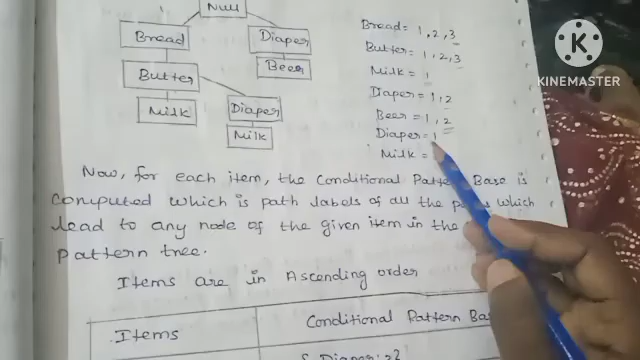 Null
Bread
Diaper
Butter
Beer
Milk
Diaper
Milk
Bread = 1, 2, 3
Butter = 1, 2, 3
Milk = 1
Diaper = 1, 2
Beer = 1, 2
Diaper = 1
Milk =
KINEMASTER
Now, for each item, the Conditional Pattern Base is
computed which is path labels of all the which
lead to any node of the given item in the
pattern tree.
Items are in Ascending order
Items
Conditional Pattern
{ Diaper: 2}